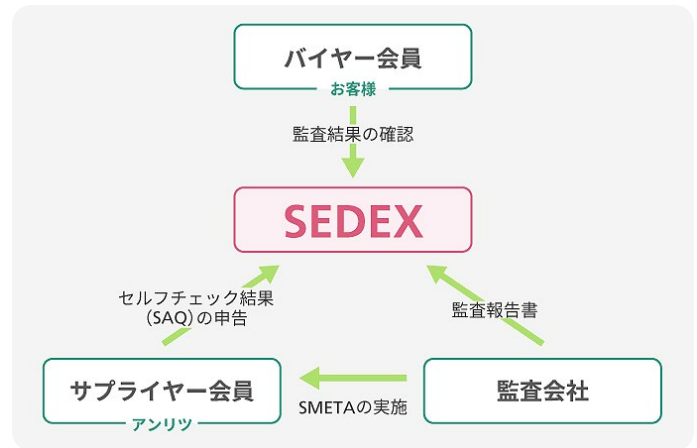 バイヤー会員
お客様
監査結果の確認
SEDEX
セルフチェック結果
(SAQ)の申告
監査報告書
サプライヤー会員
アンリツ
SMETAの実施
監査会社